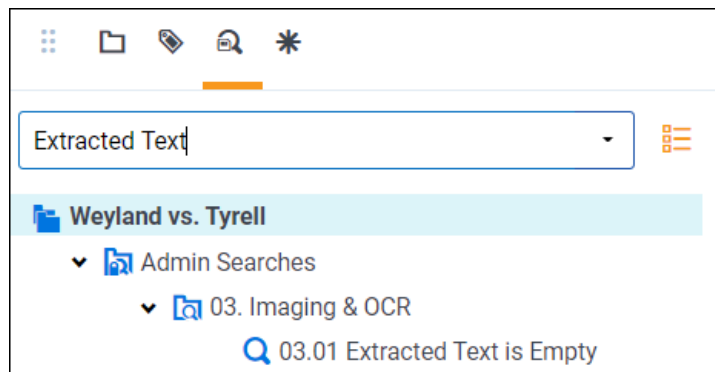 Extracted Text
Weyland vs. Tyrell
Admin Searches
03. Imaging & OCR
03.01 Extracted Text is Empty